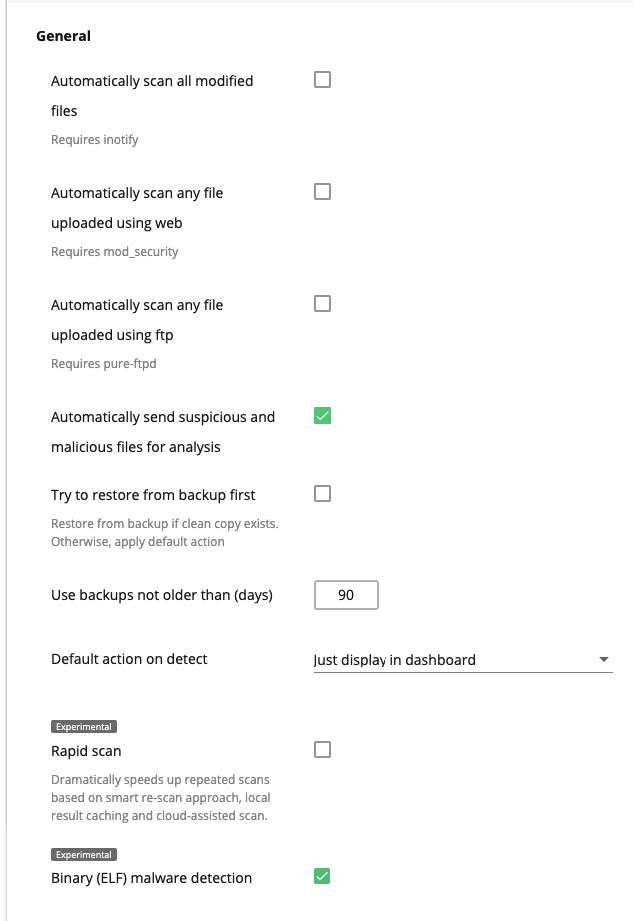 General
Automatically scan all modified
files
Requires inotify
Automatically scan any file
uploaded using web
Requires mod_security
Automatically scan any file
uploaded using ftp
Requires pure-ftpd
Automatically send suspicious and
malicious files for analysis
Try to restore from backup first
Restore from backup if clean copy exists.
Otherwise, apply default action
Use backups not older than (days)
90
Default action on detect
Just display in dashboard
Experimental
Rapid scan
Dramatically speeds up repeated scans
based on smart re-scan approach, local
result caching and cloud-assisted scan.
Experimental
Binary (ELF) malware detection